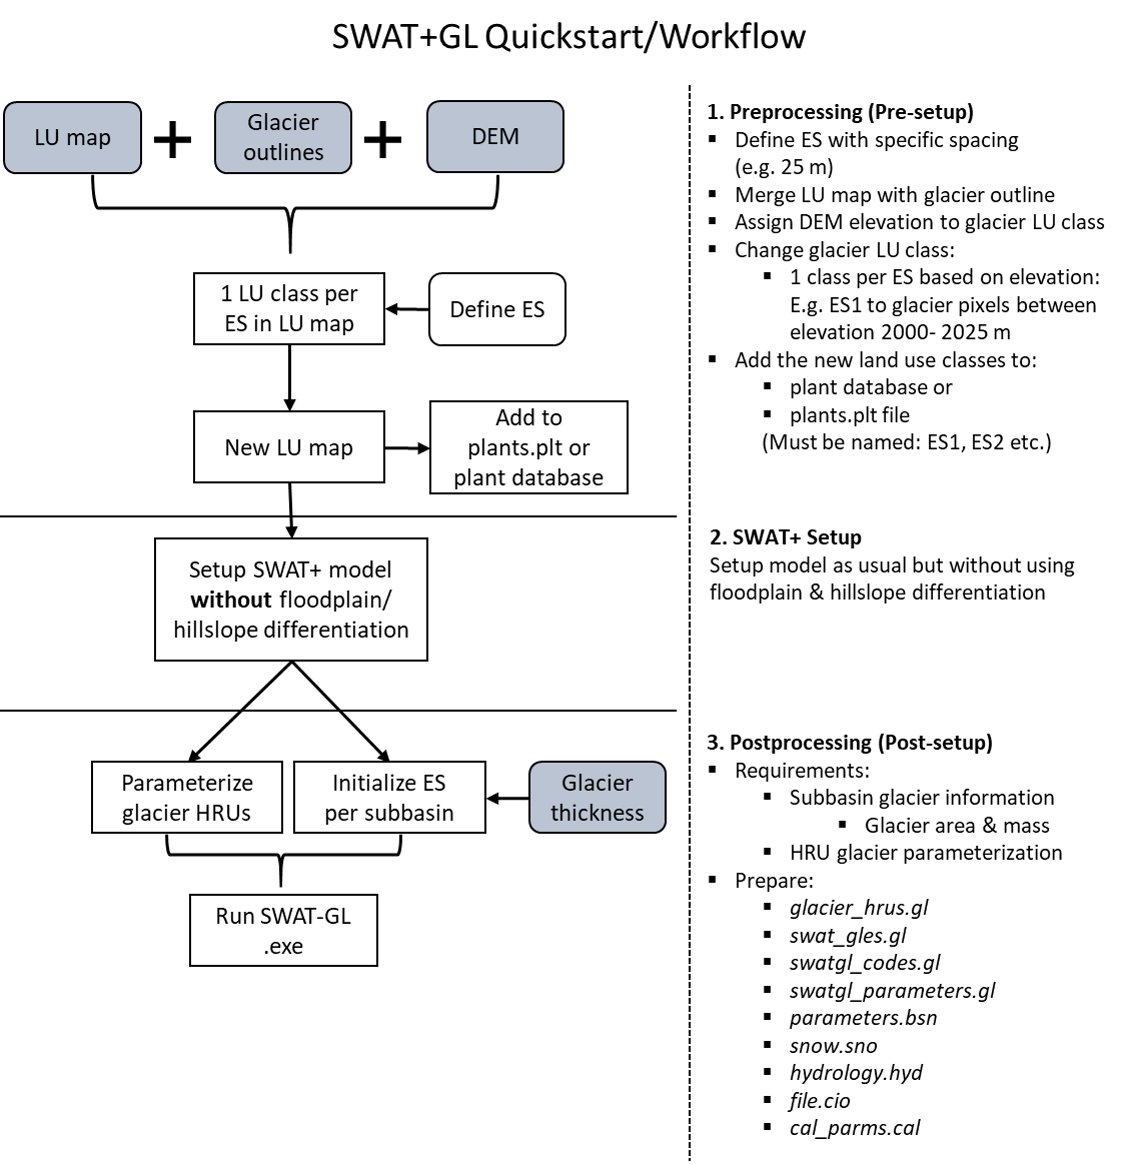 SWAT+GL Quickstart/Workflow
LU map
+
Glacier
outlines
+
DEM
1 LU class per
ES in LU map
Define ES
New LU map
Add to
plants.plt or
plant database
Setup SWAT+ model
without floodplain/
hillslope differentiation
Parameterize
glacier HRUs
Initialize ES
per subbasin
Glacier
thickness
Run SWAT-GL
.exe
1. Preprocessing (Pre-setup)
▪ Define ES with specific spacing
(e.g. 25 m)
▪ Merge LU map with glacier outline
▪ Assign DEM elevation to glacier LU class
▪ Change glacier LU class:
▪ 1 class per ES based on elevation:
E.g. ES1 to glacier pixels between
elevation 2000- 2025 m
▪ Add the new land use classes to:
▪ plant database or
▪ plants.plt file
(Must be named: ES1, ES2 etc.)
2. SWAT+ Setup
Setup model as usual but without using
floodplain & hillslope differentiation
3. Postprocessing (Post-setup)
▪ Requirements:
▪ Subbasin glacier information
▪ Glacier area & mass
▪ HRU glacier parameterization
▪ Prepare:
▪ glacier_hrus.gl
▪ swat_gles.gl
▪ swatgl_codes.gl
▪ swatgl_parameters.gl
▪ parameters.bsn
▪ snow.sno
▪ hydrology.hyd
▪ file.cio
▪ cal_parms.cal